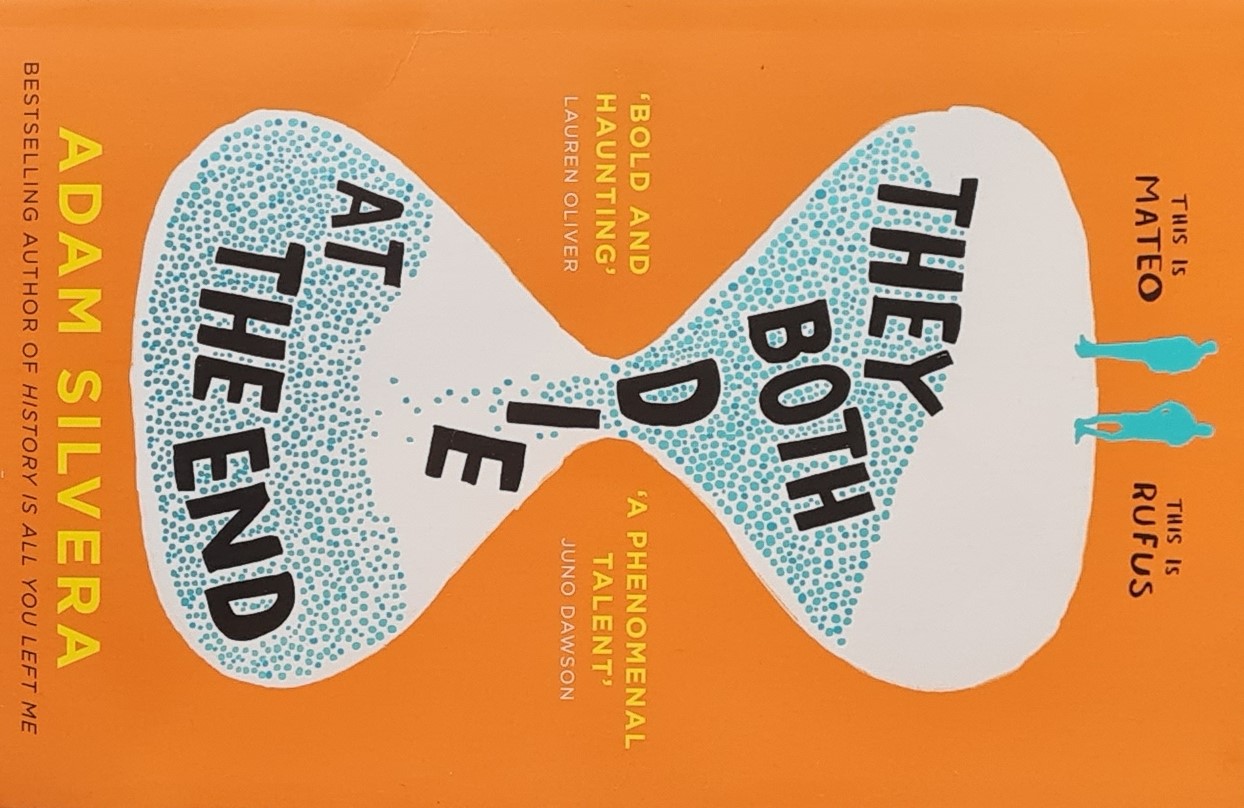 THIS IS
MATEO
THIS IS
RUFUS
THEY
BOTH
DIE
AT
THE END
‘BOLD AND
HAUNTING’
LAUREN OLIVER
‘A PHENOMENAL
TALENT’
JUNO DAWSON
ADAM SILVERA
BESTSELLING AUTHOR OF HISTORY IS ALL YOU LEFT ME